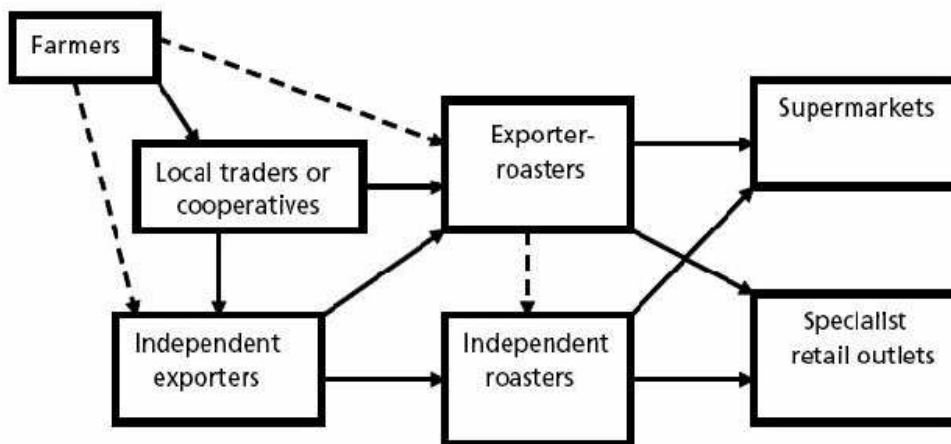 Farmers
Local traders or
cooperatives
Exporter-
roasters
Supermarkets
Independent
exporters
Independent
roasters
Specialist
retail outlets